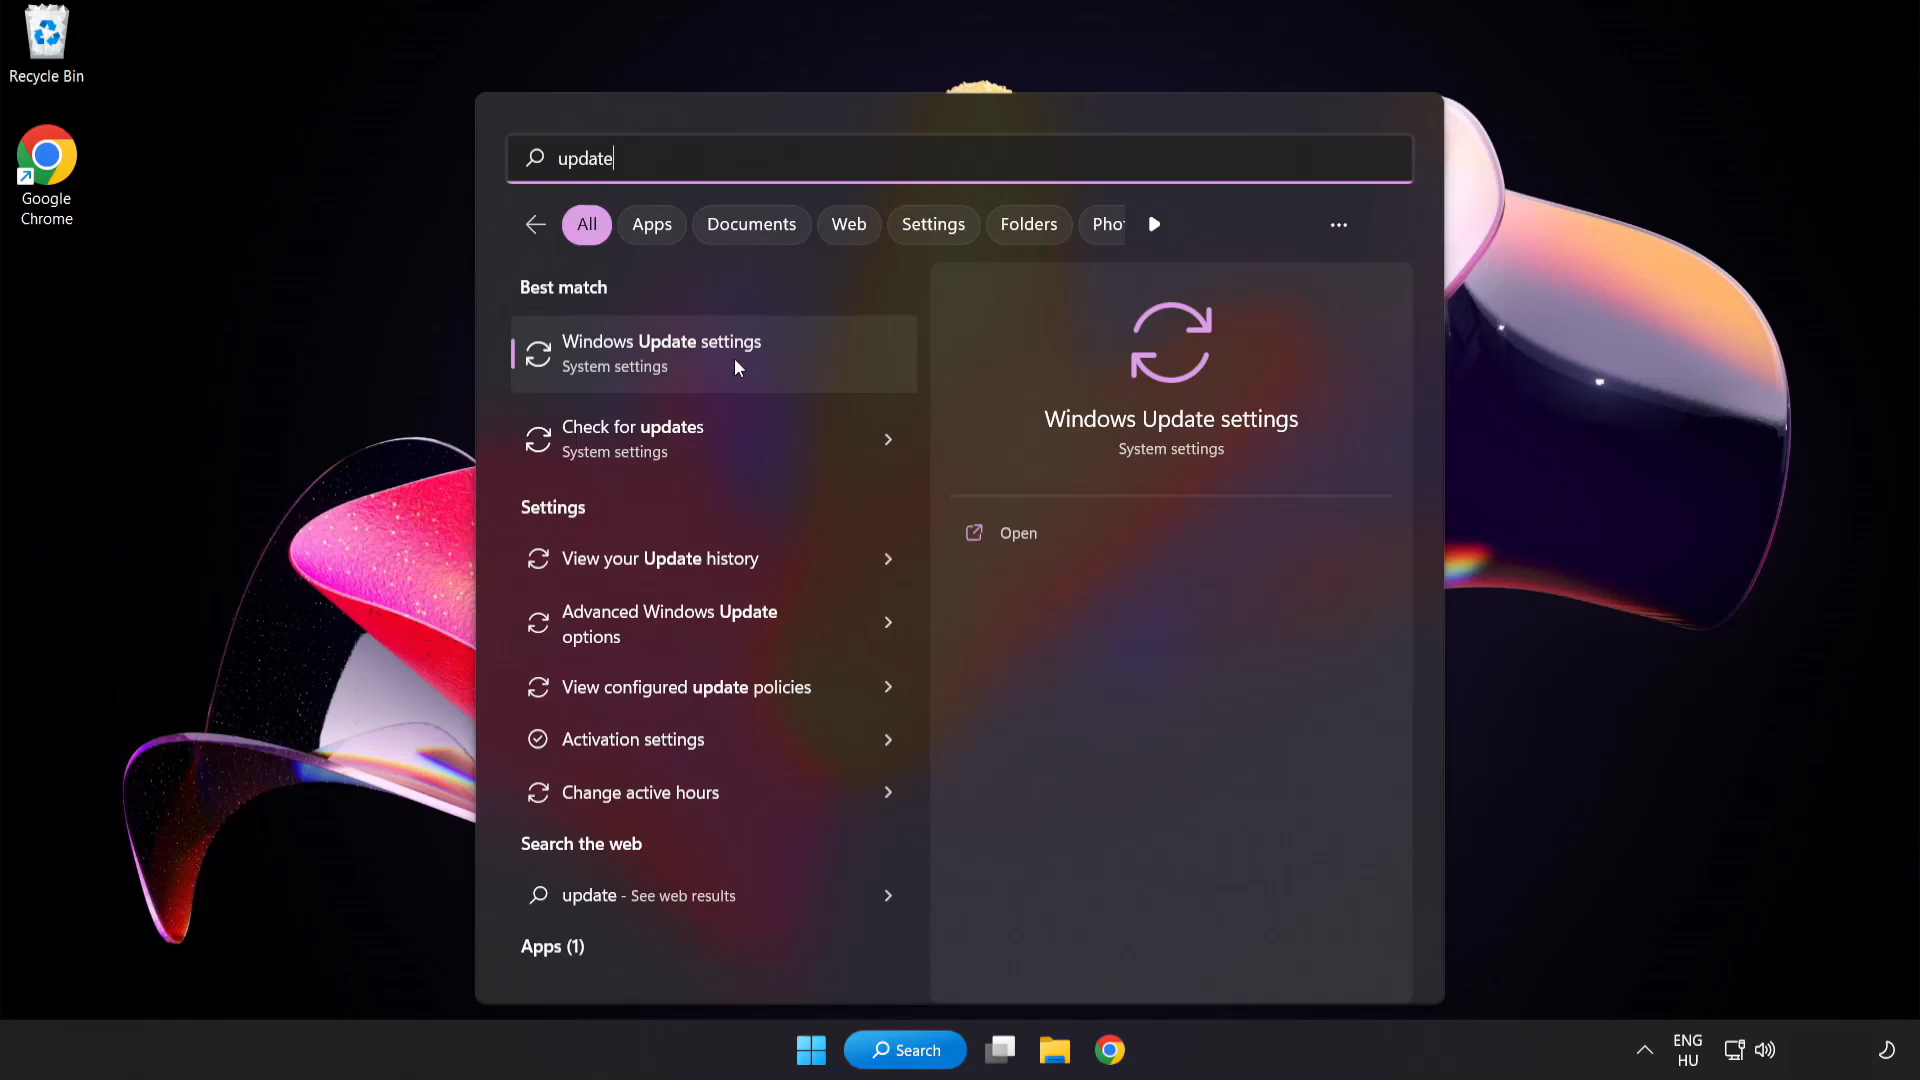 Recycle Bin
Google
Chrome
update
All
Apps
Documents
Web
Settings
Folders
Pho
Best match
Windows Update settings
System settings
Check for updates
System settings
Settings
View your Update history
Advanced Windows Update
options
View configured update policies
Activation settings
Change active hours
Search the web
update - See web results
Apps (1)
Windows Update settings
System settings
Open
Search
ENG
HU